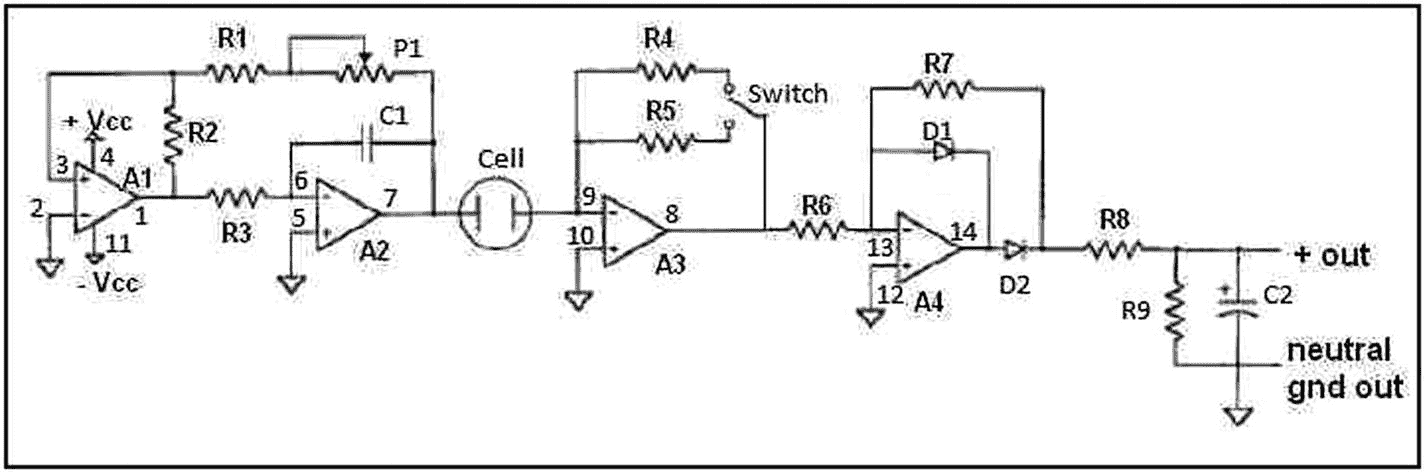 R1
P1
R4
R7
+ Vcc
R2
C1
R5
Switch
D1
Cell
3
4
A1
2
1
6
7
9
8
R6
14
R8
+ out
11
R3
5
A2
10
A3
13
D2
R9
+
C2
- Vcc
12
A4
neutral
gnd out